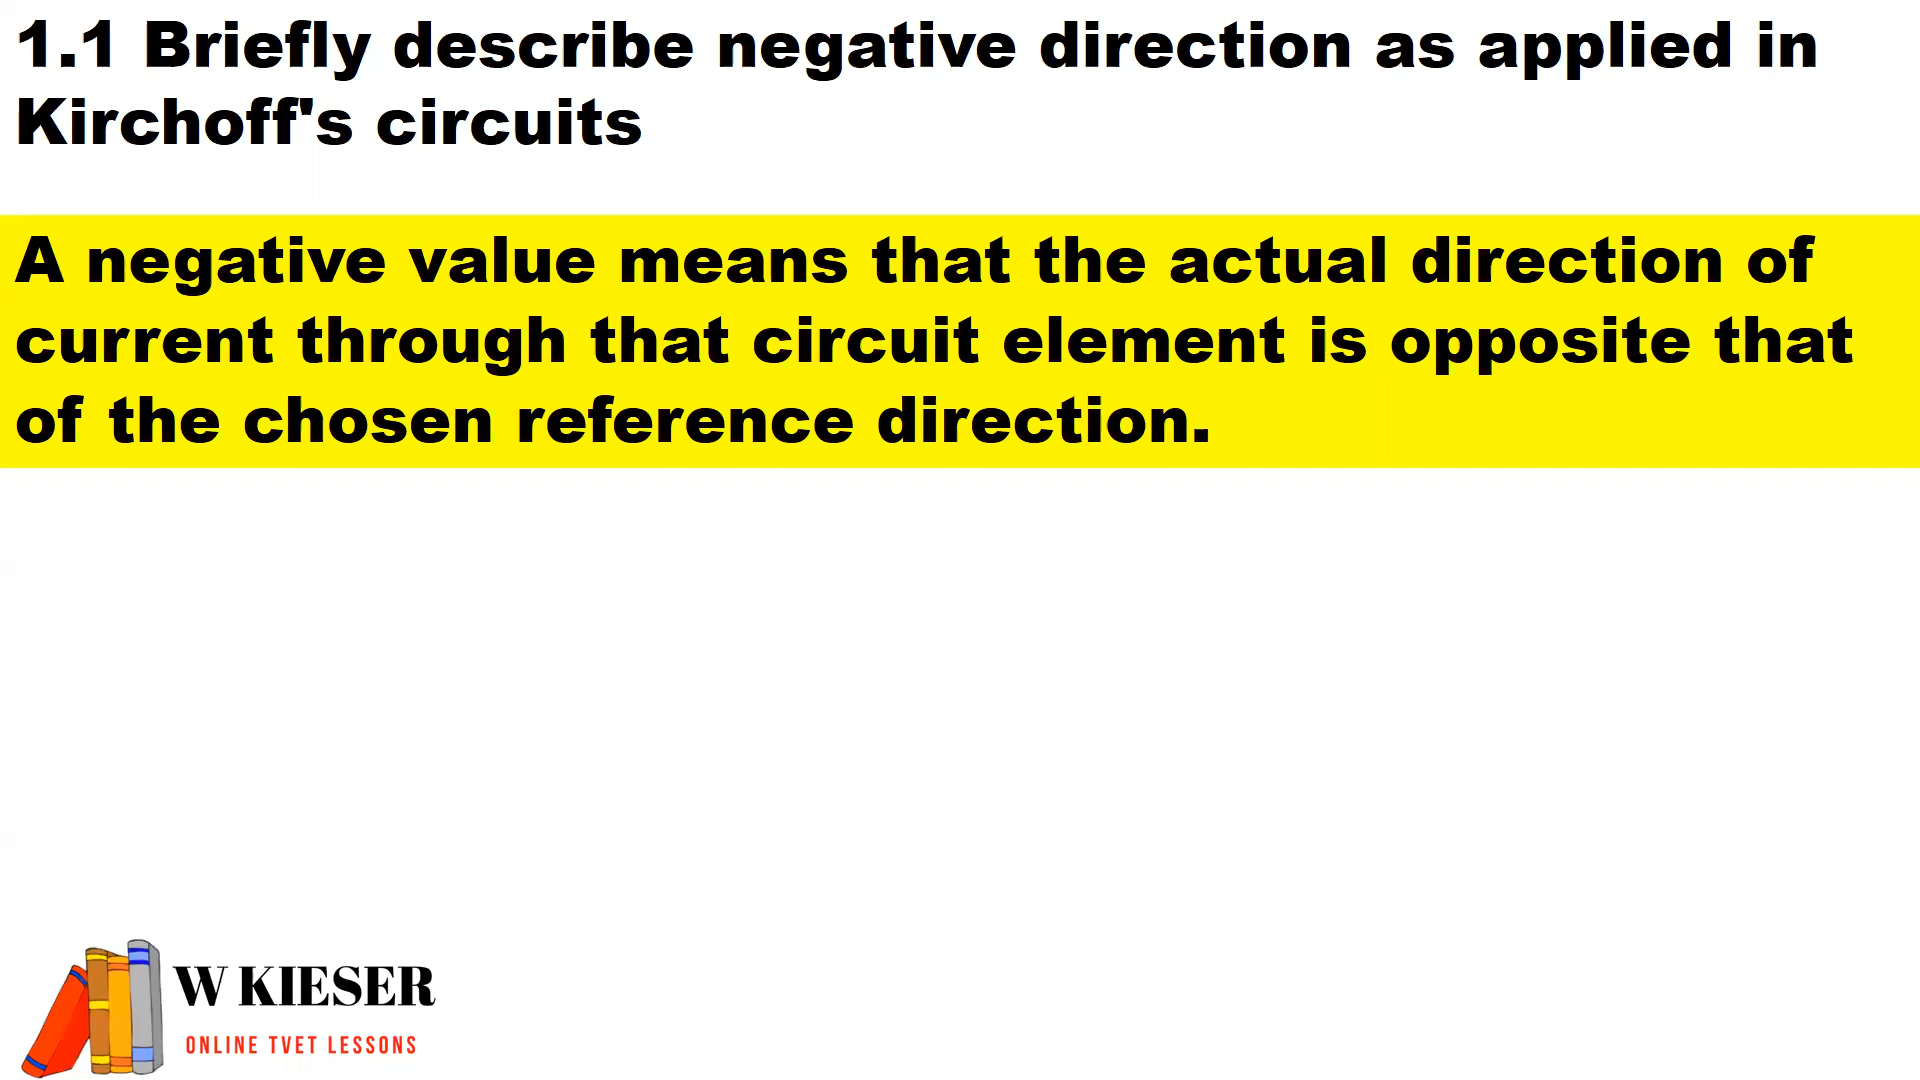 1.1 Briefly describe negative direction as applied in
Kirchoff's circuits
A negative value means that the actual direction of
current through that circuit element is opposite that
of the chosen reference direction.
W KIESER
ONLINE TVET LESSONS